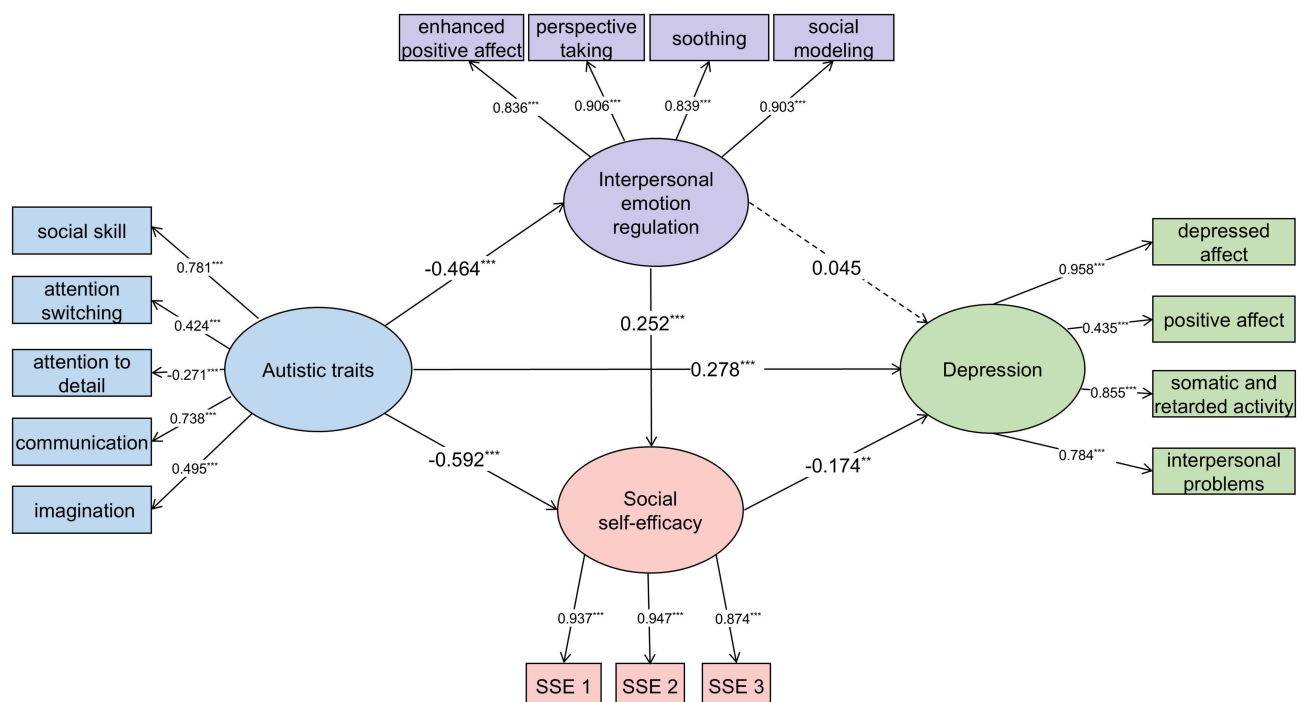 enhanced
positive affect
perspective
taking
soothing
social
modeling
0.836***
0.906***
0.839***
0.903***
Interpersonal
emotion
regulation
social skill
attention
switching
attention to
detail
communication
imagination
0.781***
0.424***
-0.271***
0.738***
0.495***
Autistic traits
-0.464***
0.252***
0.045
0.278***
-0.592***
-0.174**
Depression
0.958***
0.435***
0.855***
0.784***
depressed
affect
positive affect
somatic and
retarded activity
interpersonal
problems
Social
self-efficacy
0.937***
0.947***
0.874***
SSE 1
SSE 2
SSE 3